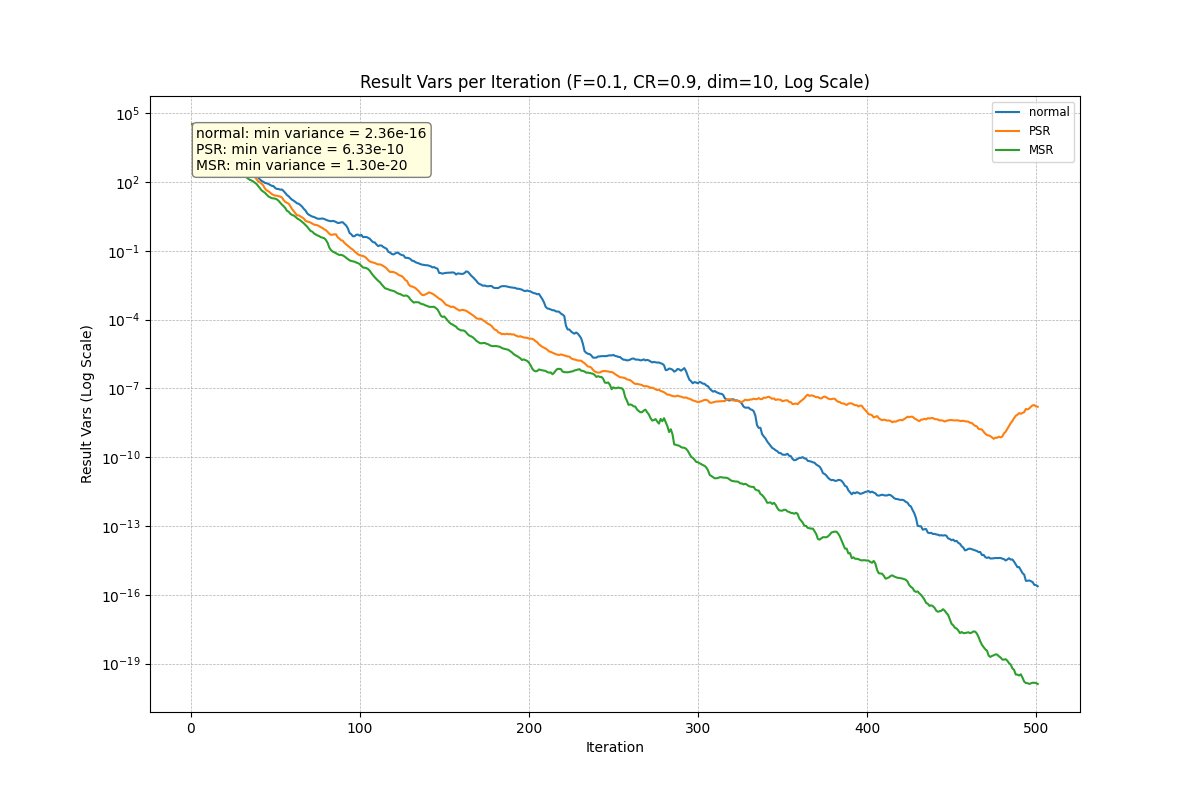 Result Vars per Iteration (F=0.1, CR=0.9, dim=10, Log Scale)
normal: min variance = 2.36e-16
PSR: min variance = 6.33e-10
MSR: min variance = 1.30e-20
normal
PSR
MSR
Result Vars (Log Scale)
10^5
10^2
10^−1
10^−4
10^−7
10^−10
10^−13
10^−16
10^−19
0 100 200 300 400 500
Iteration